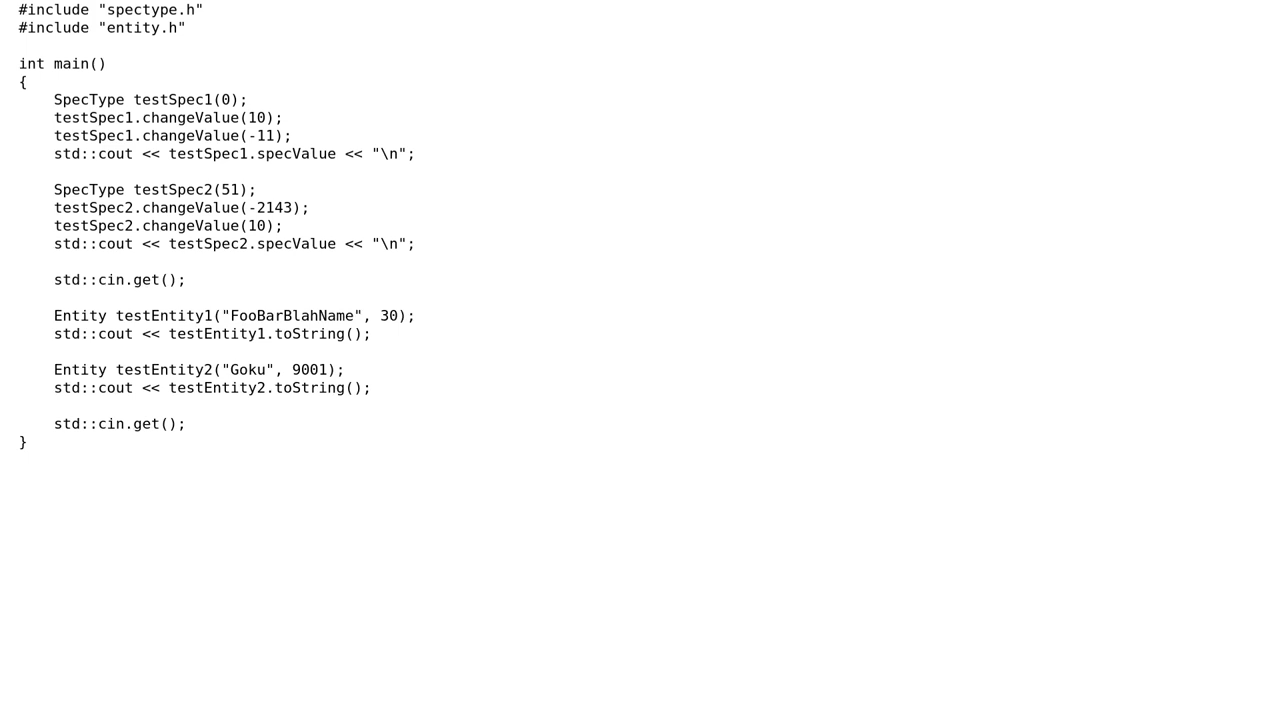 #include "spectype.h"
#include "entity.h"

int main()
{
    SpecType testSpec1(0);
    testSpec1.changeValue(10);
    testSpec1.changeValue(-11);
    std::cout << testSpec1.specValue << "\n";

    SpecType testSpec2(51);
    testSpec2.changeValue(-2143);
    testSpec2.changeValue(10);
    std::cout << testSpec2.specValue << "\n";

    std::cin.get();

    Entity testEntity1("FooBarBlahName", 30);
    std::cout << testEntity1.toString();

    Entity testEntity2("Goku", 9001);
    std::cout << testEntity2.toString();

    std::cin.get();
}